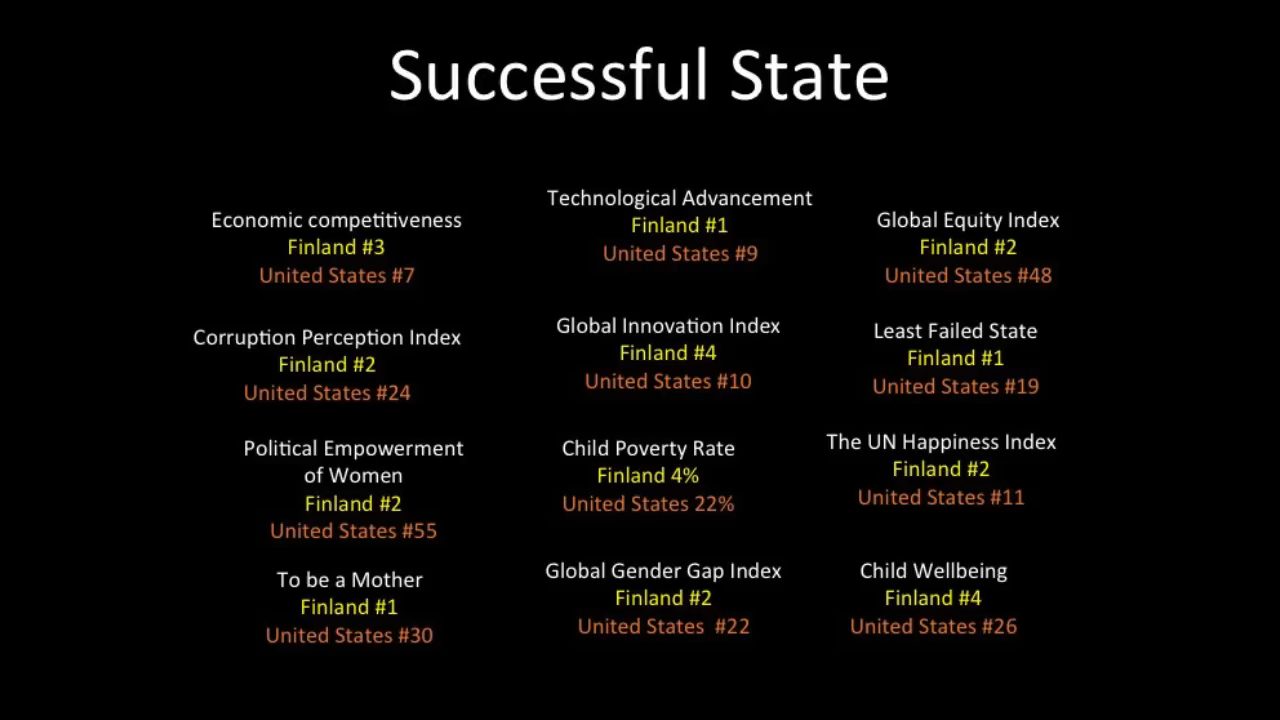 Successful State
Economic competitiveness
Finland #3
United States #7
Technological Advancement
Finland #1
United States #9
Global Equity Index
Finland #2
United States #48
Corruption Perception Index
Finland #2
United States #24
Global Innovation Index
Finland #4
United States #10
Least Failed State
Finland #1
United States #19
Political Empowerment
of Women
Finland #2
United States #55
Child Poverty Rate
Finland 4%
United States 22%
The UN Happiness Index
Finland #2
United States #11
To be a Mother
Finland #1
United States #30
Global Gender Gap Index
Finland #2
United States  #22
Child Wellbeing
Finland #4
United States #26